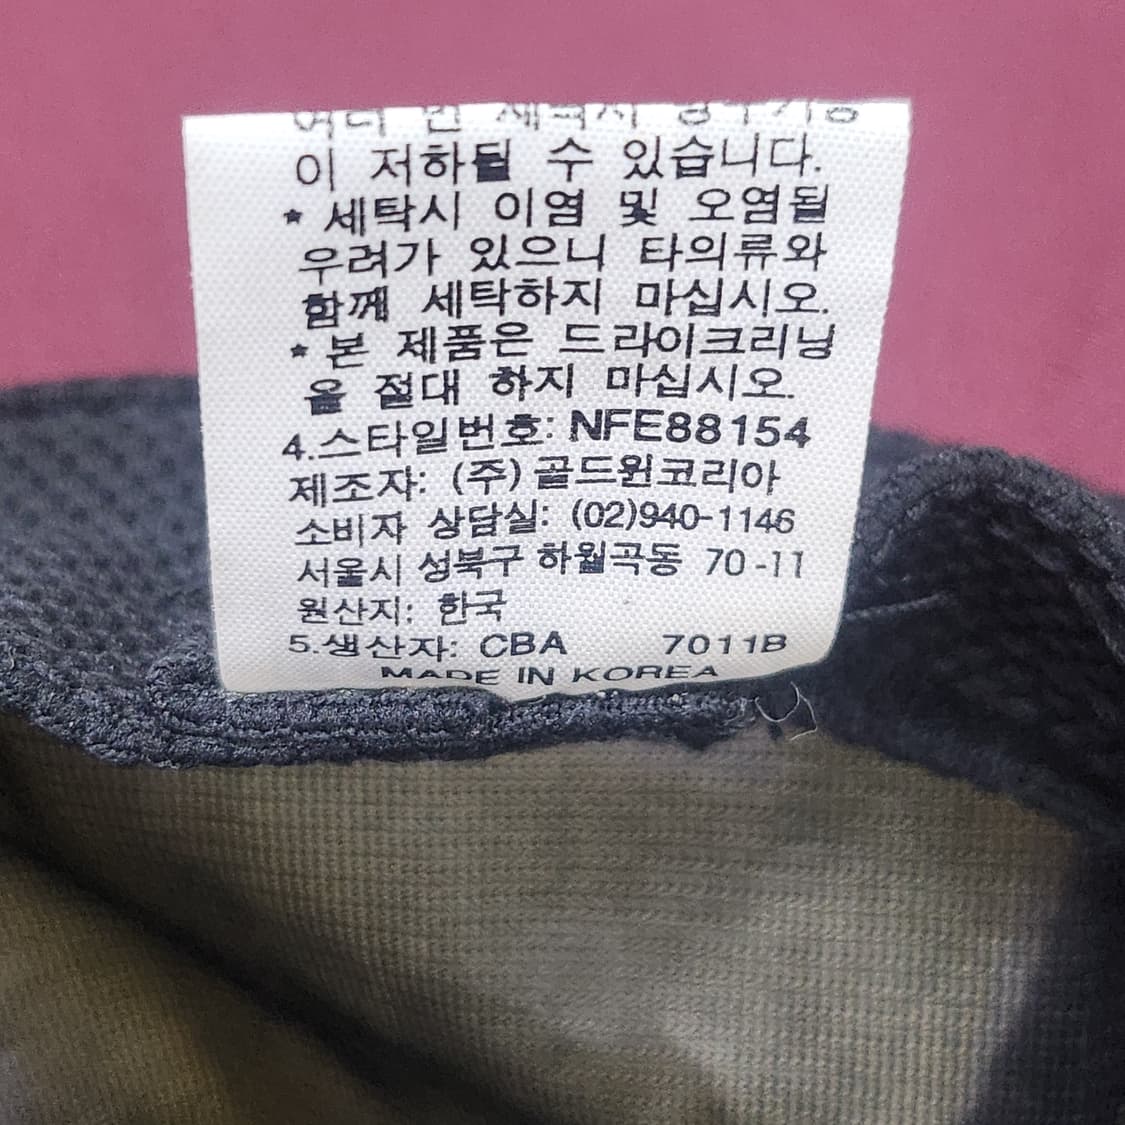 이 저하될 수 있습니다.
* 세탁시 이염 및 오염될
우려가 있으니 타의류와
함께 세탁하지 마십시오.
* 본 제품은 드라이크리닝
을 절대 하지 마십시오.
4.스타일번호: NFE88154
제조자: (주) 골드윈코리아
소비자 상담실: (02)940-1146
서울시 성북구 하월곡동 70-11
원산지: 한국
5.생산자: CBA 7011B
MADE IN KOREA